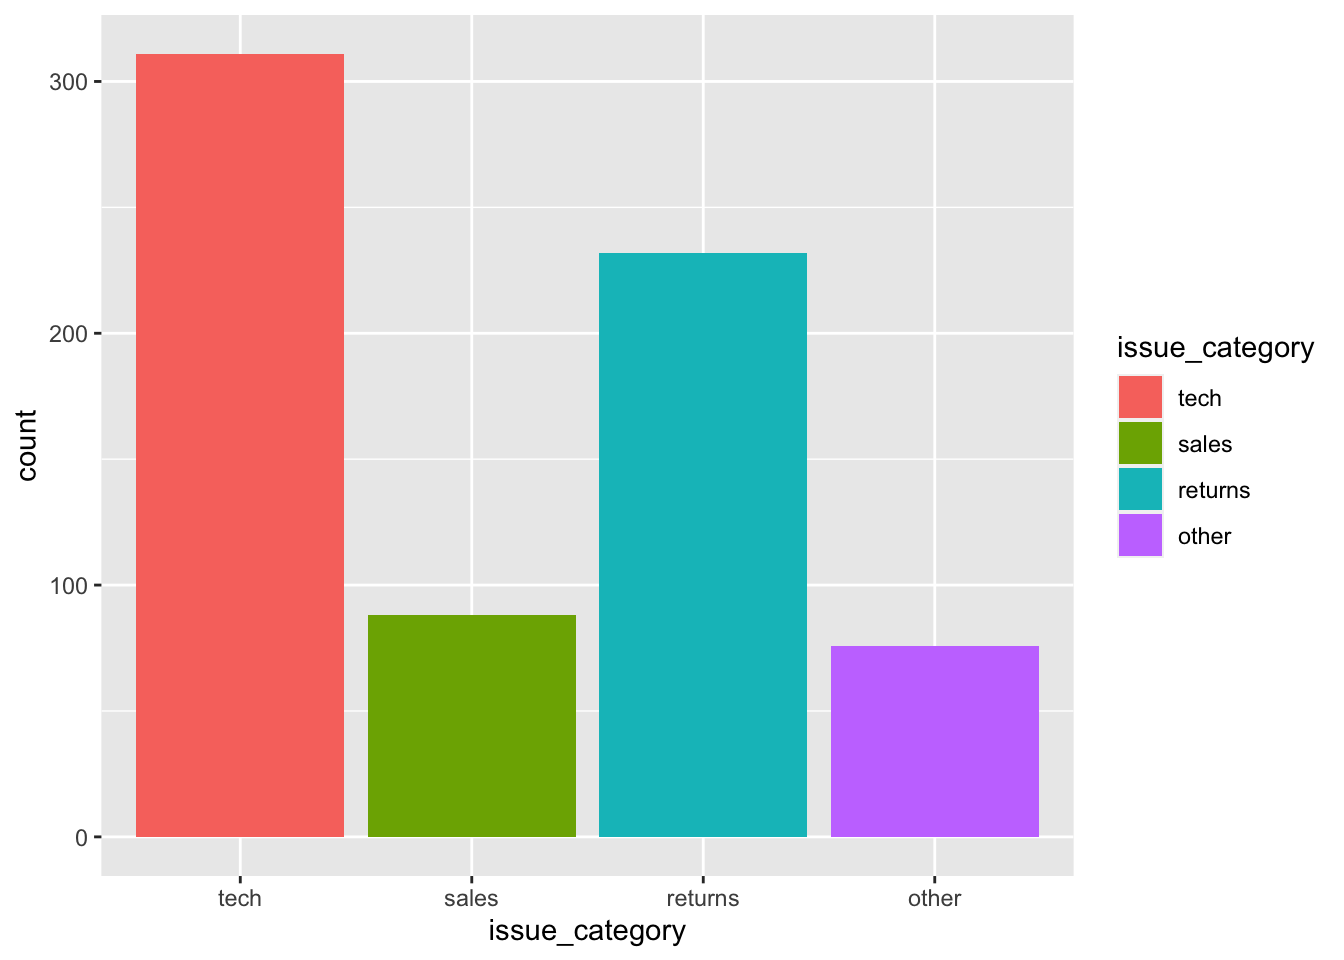 300
200
100
0
count
tech
sales
returns
other
issue_category
issue_category
tech
sales
returns
other